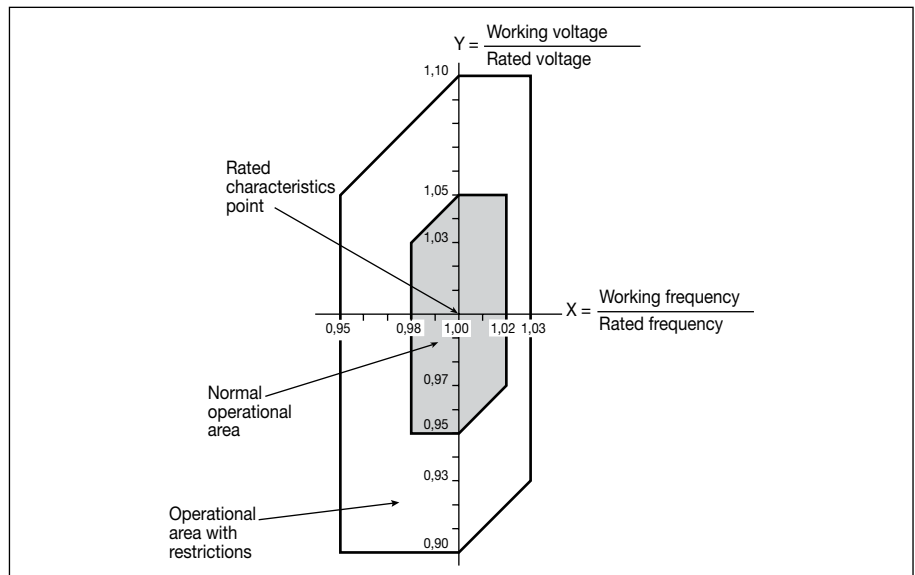 Y = Working voltage
Rated voltage
1,10
Rated
characteristics
point
1,05
1,03
X = Working frequency
Rated frequency
0,95 0,98 1,00 1,02 1,03
0,97
Normal
operational
area
0,95
0,93
Operational
area with
restrictions
0,90